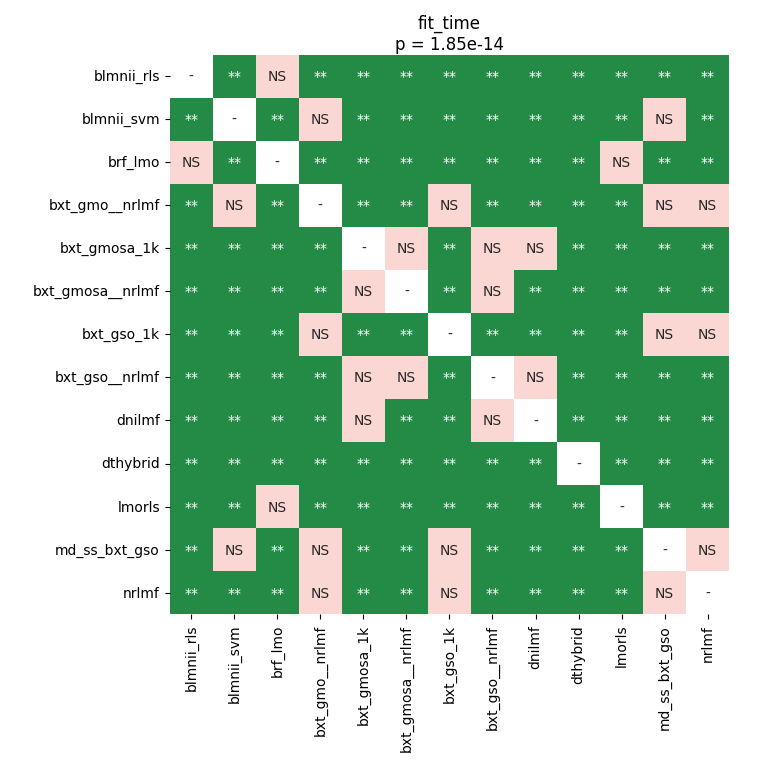 fit_time
p = 1.85e-14
blmnii_rls - ** NS ** ** ** ** ** ** ** ** ** **
blmnii_svm ** - ** NS ** ** ** ** ** ** ** NS **
brf_lmo NS ** - ** ** ** ** ** ** ** NS ** **
bxt_gmo__nrlmf ** NS ** - ** ** NS ** ** ** ** NS NS
bxt_gmosa_1k ** ** ** ** - NS ** NS NS ** ** ** **
bxt_gmosa__nrlmf ** ** ** ** NS - ** NS ** ** ** ** **
bxt_gso_1k ** ** ** NS ** ** - ** ** ** ** NS NS
bxt_gso__nrlmf ** ** ** ** NS NS ** - NS ** ** ** **
dnilmf ** ** ** ** NS ** ** NS - ** ** ** **
dthybrid ** ** ** ** ** ** ** ** ** - ** ** **
lmorls ** ** NS ** ** ** ** ** ** ** - ** **
md_ss_bxt_gso ** NS ** NS ** ** NS ** ** ** ** - NS
nrlmf ** ** ** NS ** ** NS ** ** ** ** NS -
blmnii_rls
blmnii_svm
brf_lmo
bxt_gmo__nrlmf
bxt_gmosa_1k
bxt_gmosa__nrlmf
bxt_gso_1k
bxt_gso__nrlmf
dnilmf
dthybrid
lmorls
md_ss_bxt_gso
nrlmf